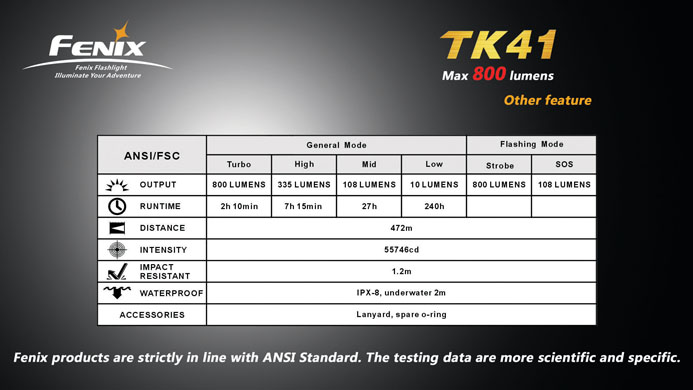 FENIX
Fenix Flashlight
Illuminate Your Adventure
TK41
Max 800 lumens
Other feature
ANSI/FSC
General Mode
Flashing Mode
Turbo High Mid Low Strobe SOS
OUTPUT 800 LUMENS 335 LUMENS 108 LUMENS 10 LUMENS 800 LUMENS 108 LUMENS
RUNTIME 2h 10min 7h 15min 27h 240h
DISTANCE 472m
INTENSITY 55746cd
IMPACT
RESISTANT 1.2m
WATERPROOF IPX-8, underwater 2m
ACCESSORIES Lanyard, spare o-ring
Fenix products are strictly in line with ANSI Standard. The testing data are more scientific and specific.